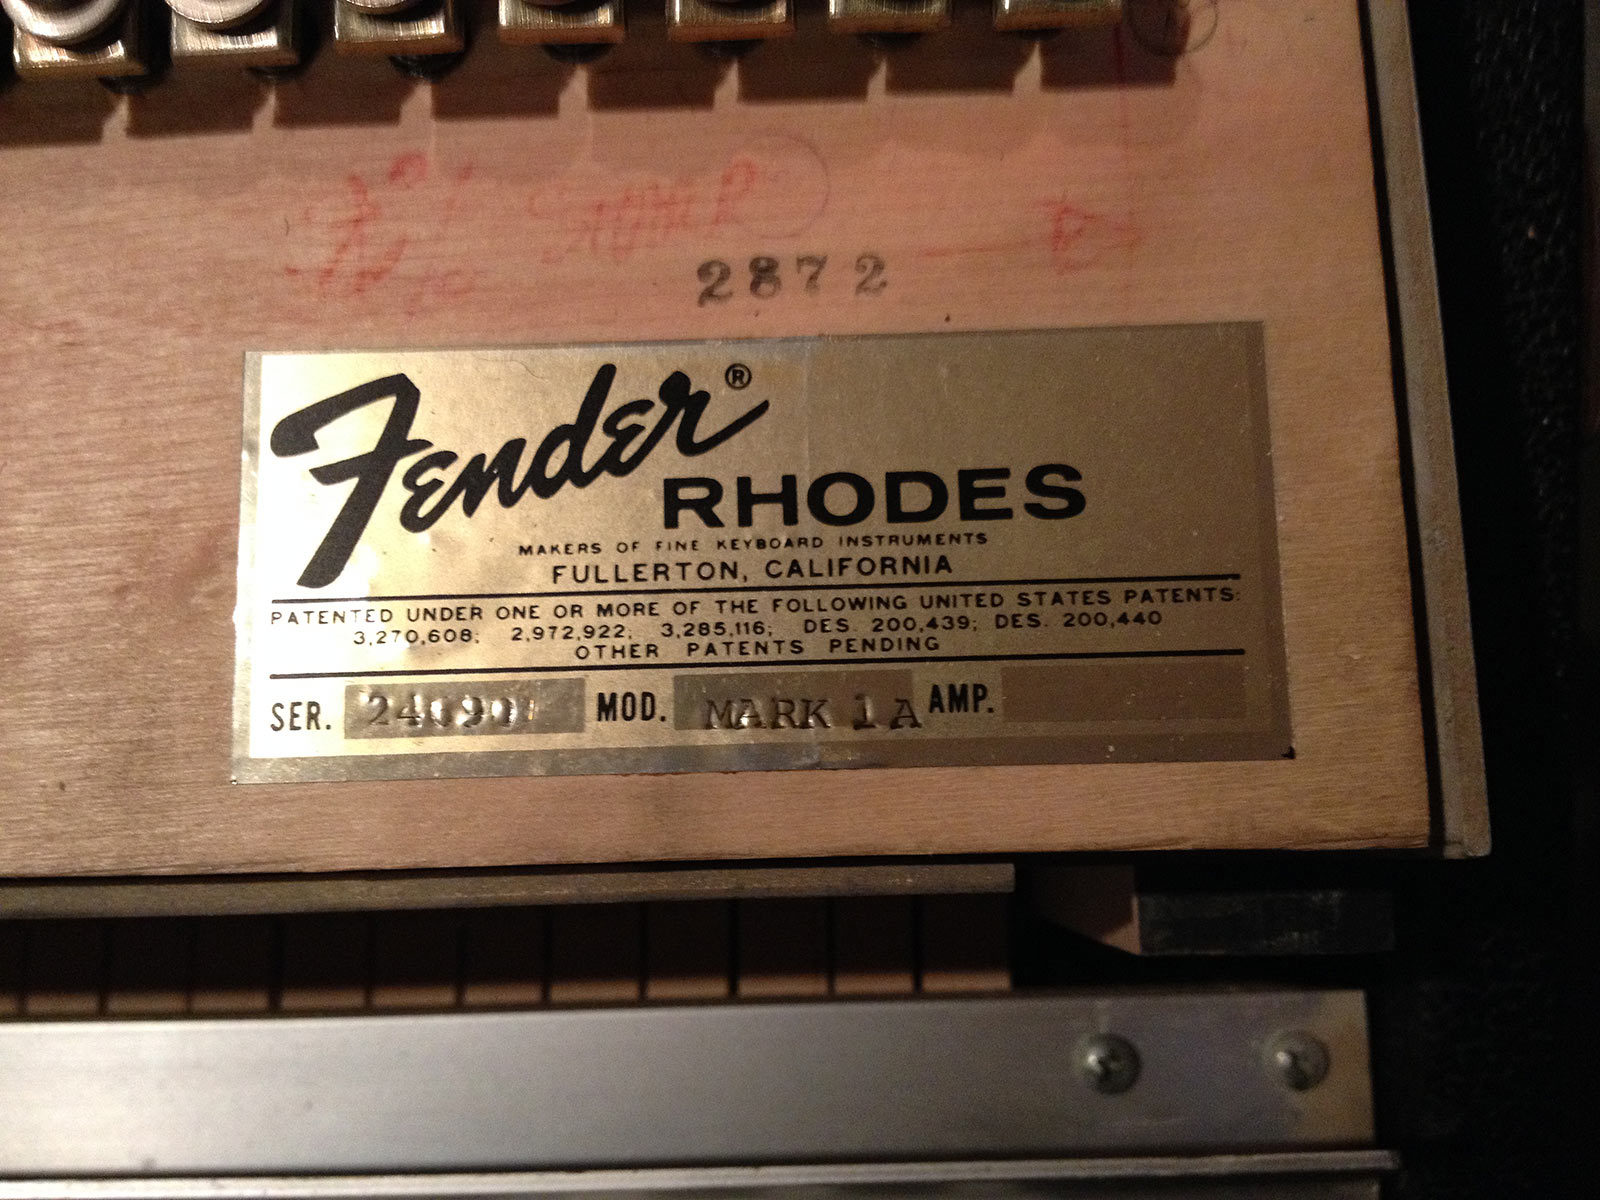 2872
Fender®
RHODES
MAKERS OF FINE KEYBOARD INSTRUMENTS
FULLERTON, CALIFORNIA
PATENTED UNDER ONE OR MORE OF THE FOLLOWING UNITED STATES PATENTS:
3,270,608; 2,972,922; 3,285,116; DES. 200,439; DES. 200,440
OTHER PATENTS PENDING
SER. MOD. MARK 1A AMP.